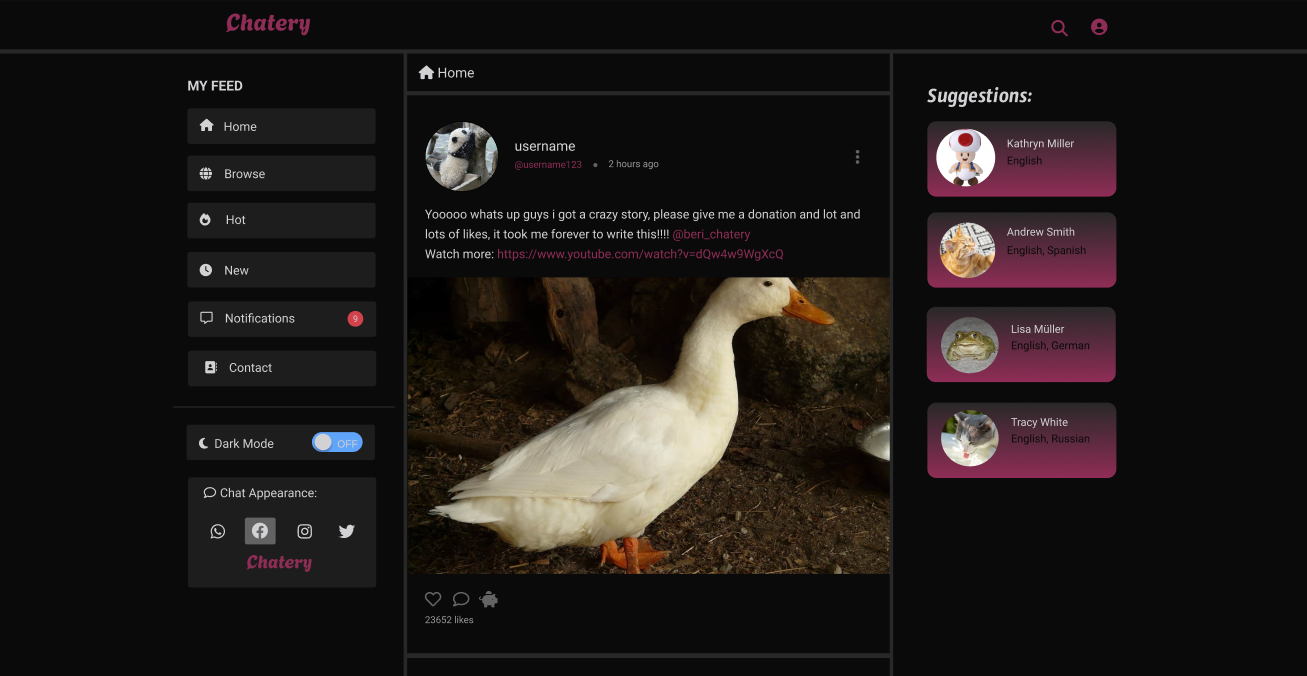 Chatery
MY FEED
Home
Browse
Hot
New
Notifications
9
Contact
Dark Mode
OFF
Chat Appearance:
Chatery
Home
username
@username123
2 hours ago
Yooooo whats up guys i got a crazy story, please give me a donation and lot and
lots of likes, it took me forever to write this!!!! @beri_chatery
Watch more: https://www.youtube.com/watch?v=dQw4w9WgXcQ
23652 likes
Suggestions:
Kathryn Miller
English
Andrew Smith
English, Spanish
Lisa Müller
English, German
Tracy White
English, Russian